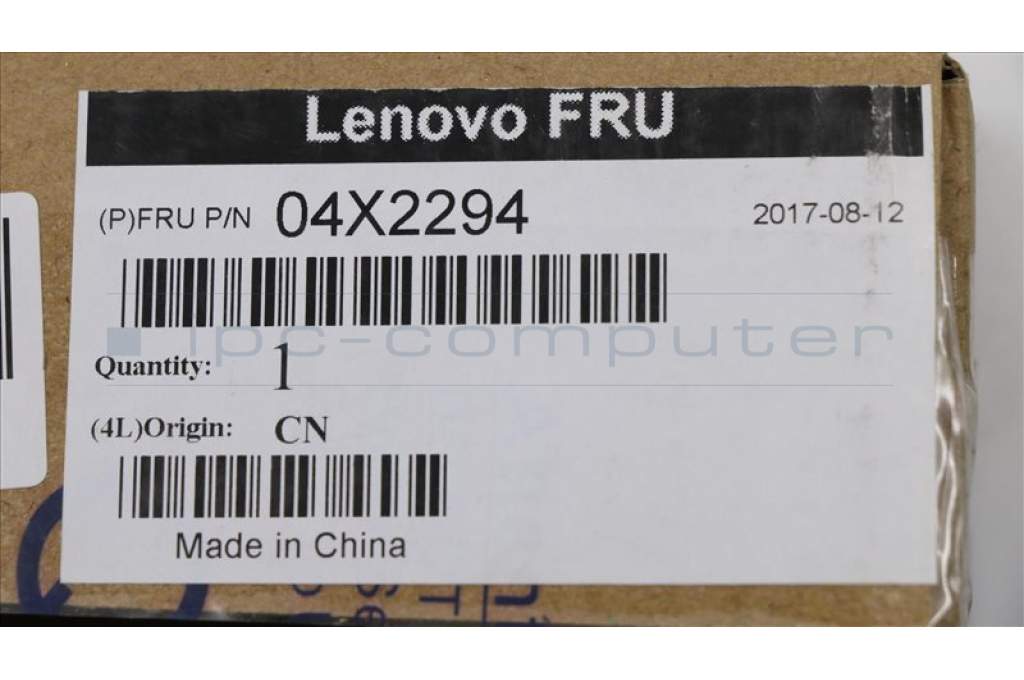 Lenovo FRU
(P)FRU P/N 04X2294 2017-08-12
ipc-computer
Quantity: 1
(4L)Origin: CN
Made in China